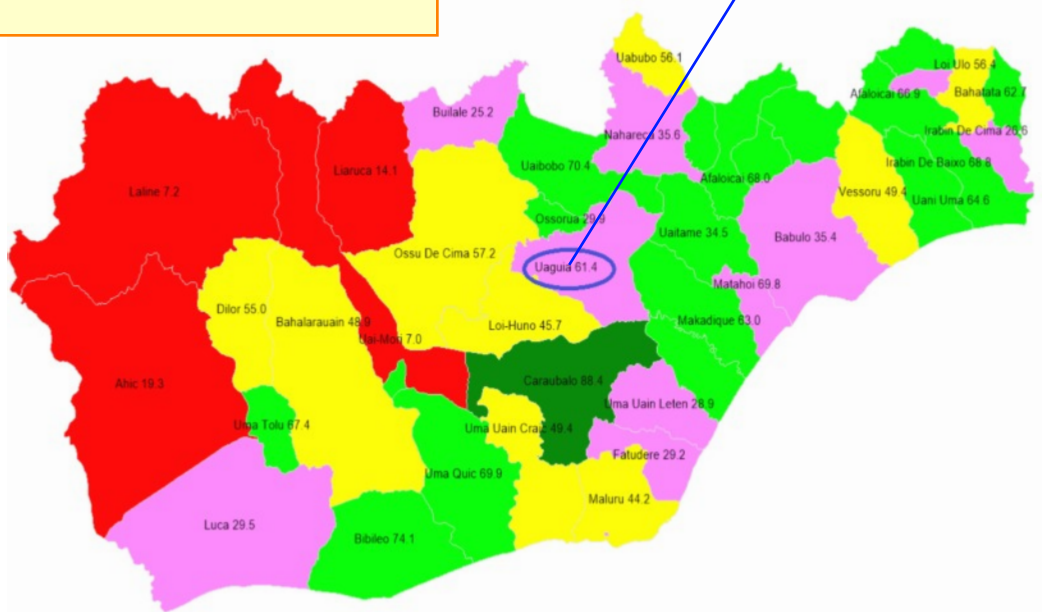 Uabubo 56.1
Loi Ulo 56.4
Builale 25.2
Afaloicai 66.9
Bahatata 62.7
Nahareca 35.6
Irabin De Cima 26.6
Uaibobo 70.4
Liaruca 14.1
Irabin De Baixo 68.8
Laline 7.2
Afaloicai 68.0
Vessoru 49.4
Uani Uma 64.6
Ossorua 29.9
Uaitame 34.5
Babulo 35.4
Ossu De Cima 57.2
Uaguia 61.4
Matahoi 69.8
Dilor 55.0
Bahalarauain 48.9
Makadique 63.0
Loi-Huno 45.7
Uai-Mori 7.0
Ahic 19.3
Caraubalo 88.4
Uma Uain Leten 28.9
Uma Tolu 67.4
Uma Uain Craic 49.4
Fatudere 29.2
Uma Quic 69.9
Maluru 44.2
Luca 29.5
Bibileo 74.1